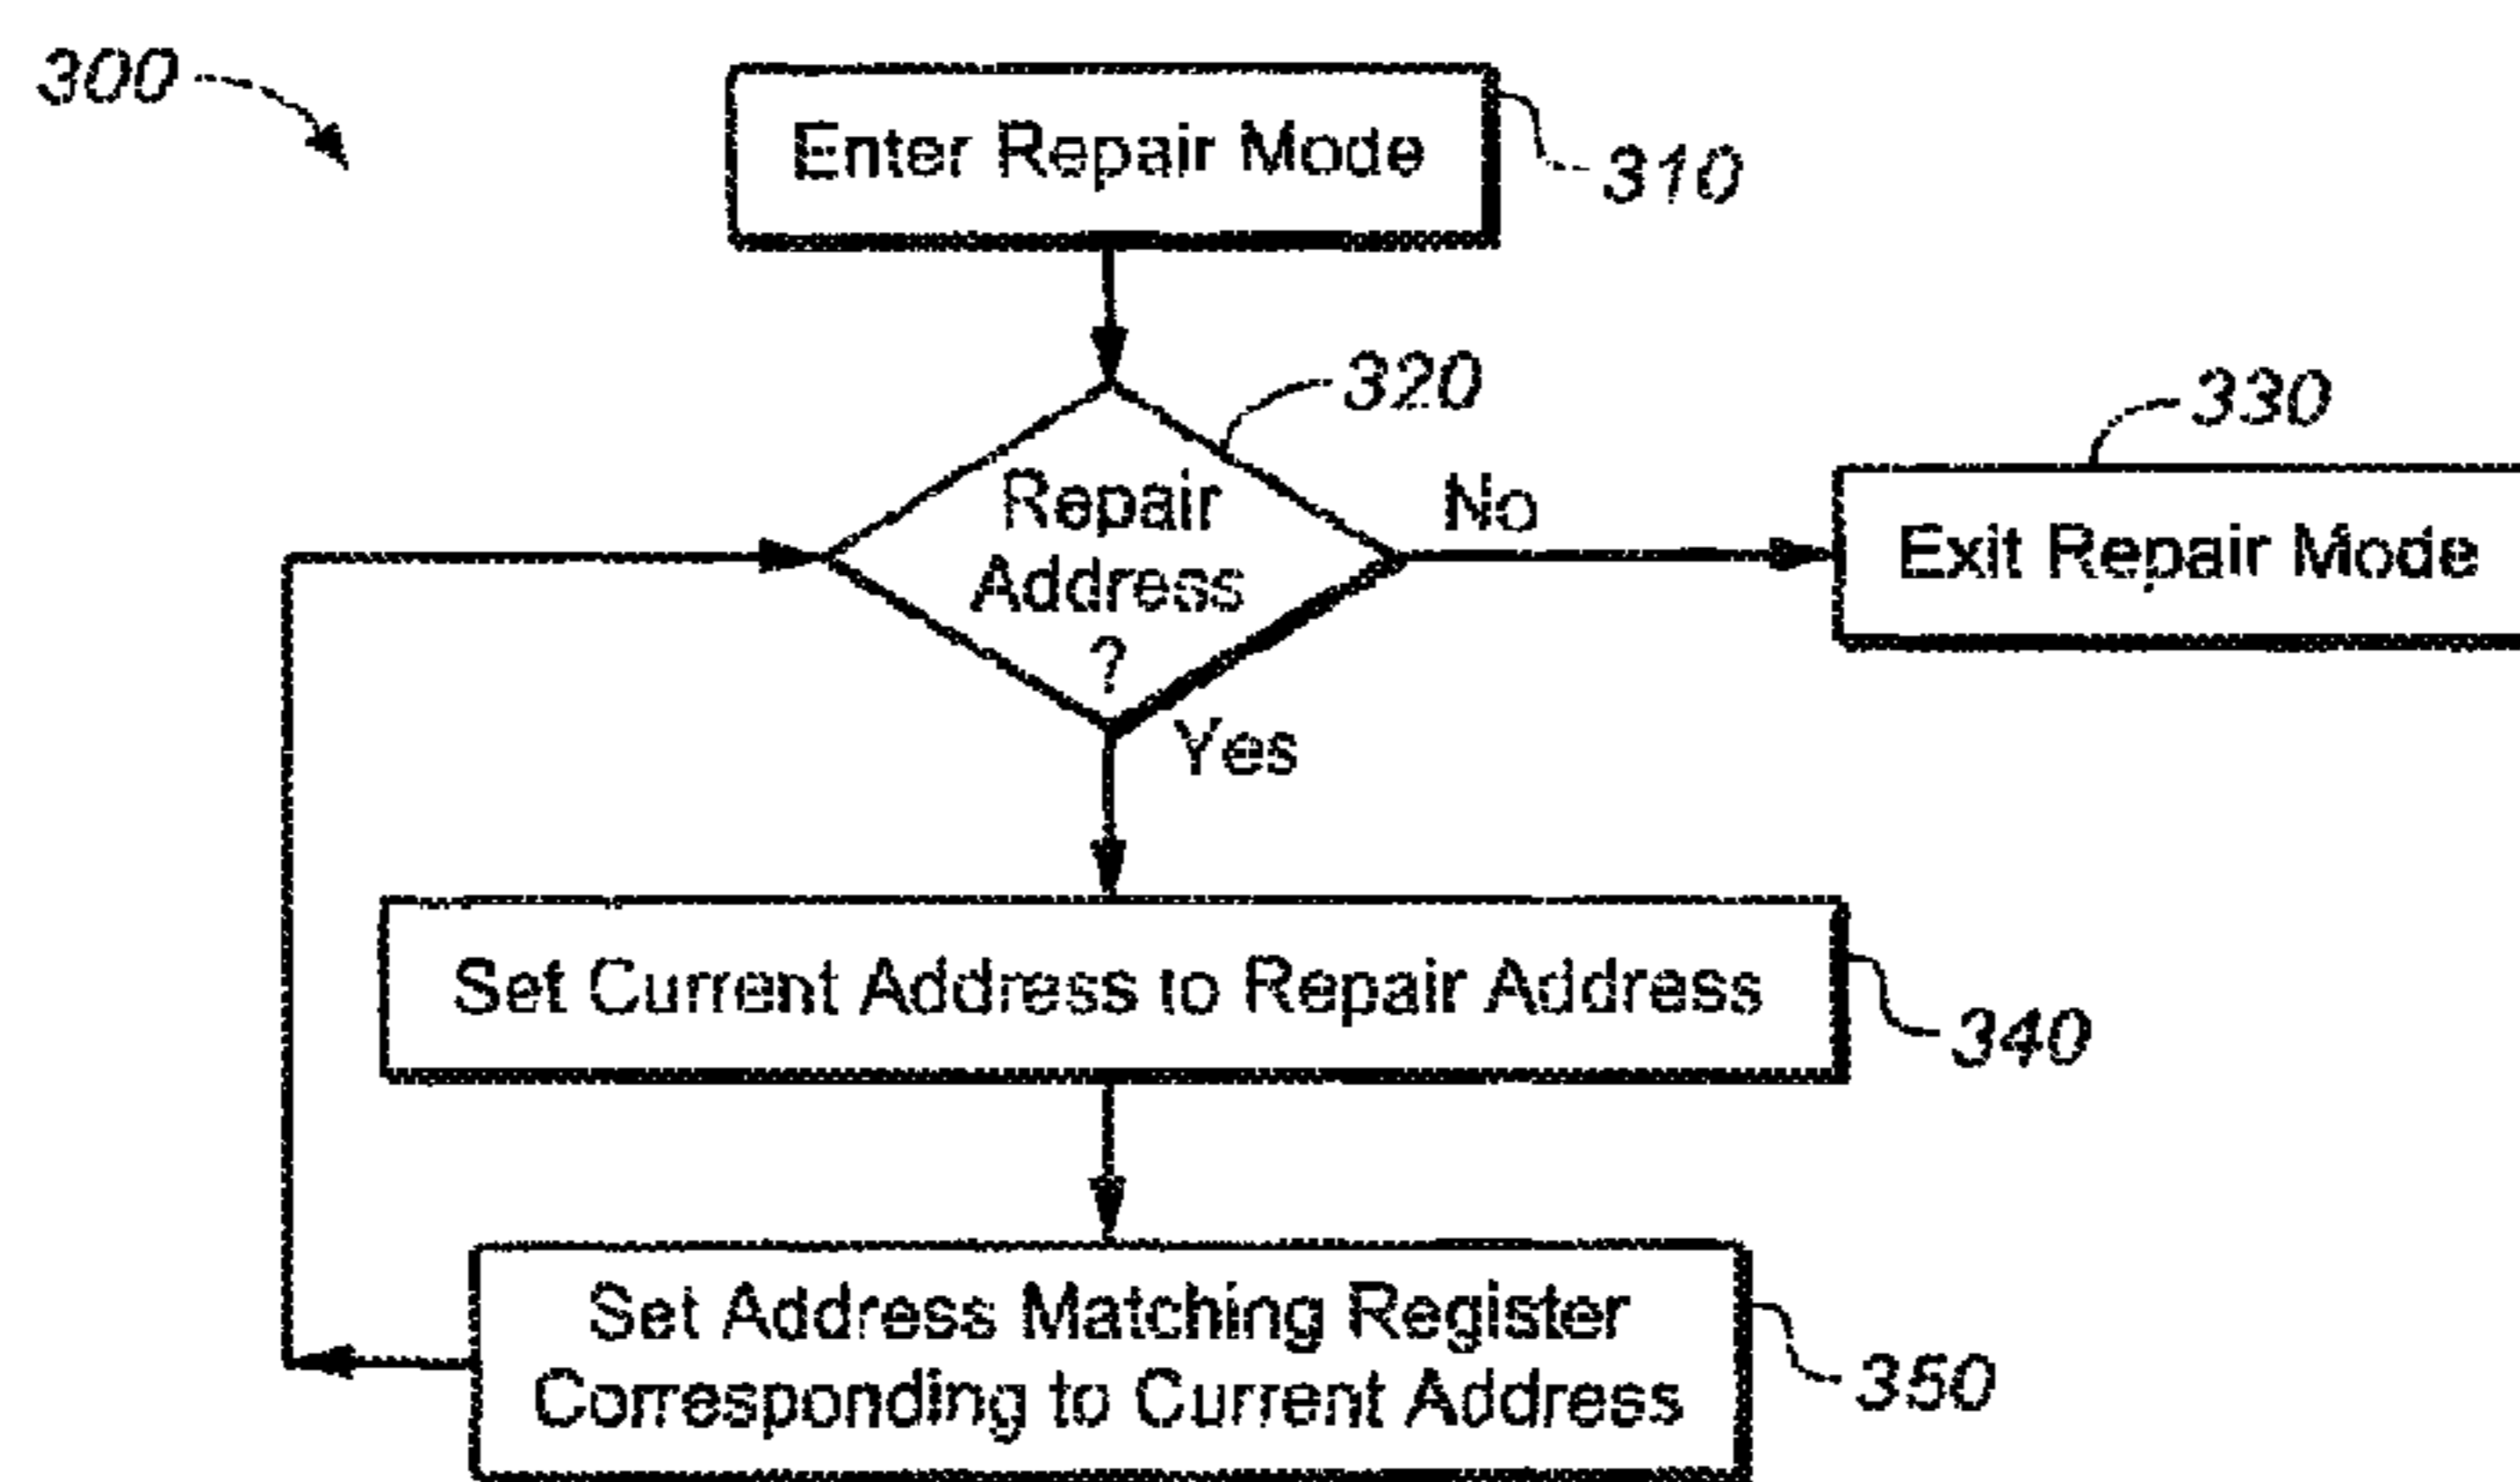 300
Enter Repair Mode
310
320
330
Repair
Address
?
No
Exit Repair Mode
Yes
Set Current Address to Repair Address
340
Set Address Matching Register
Corresponding to Current Address
350